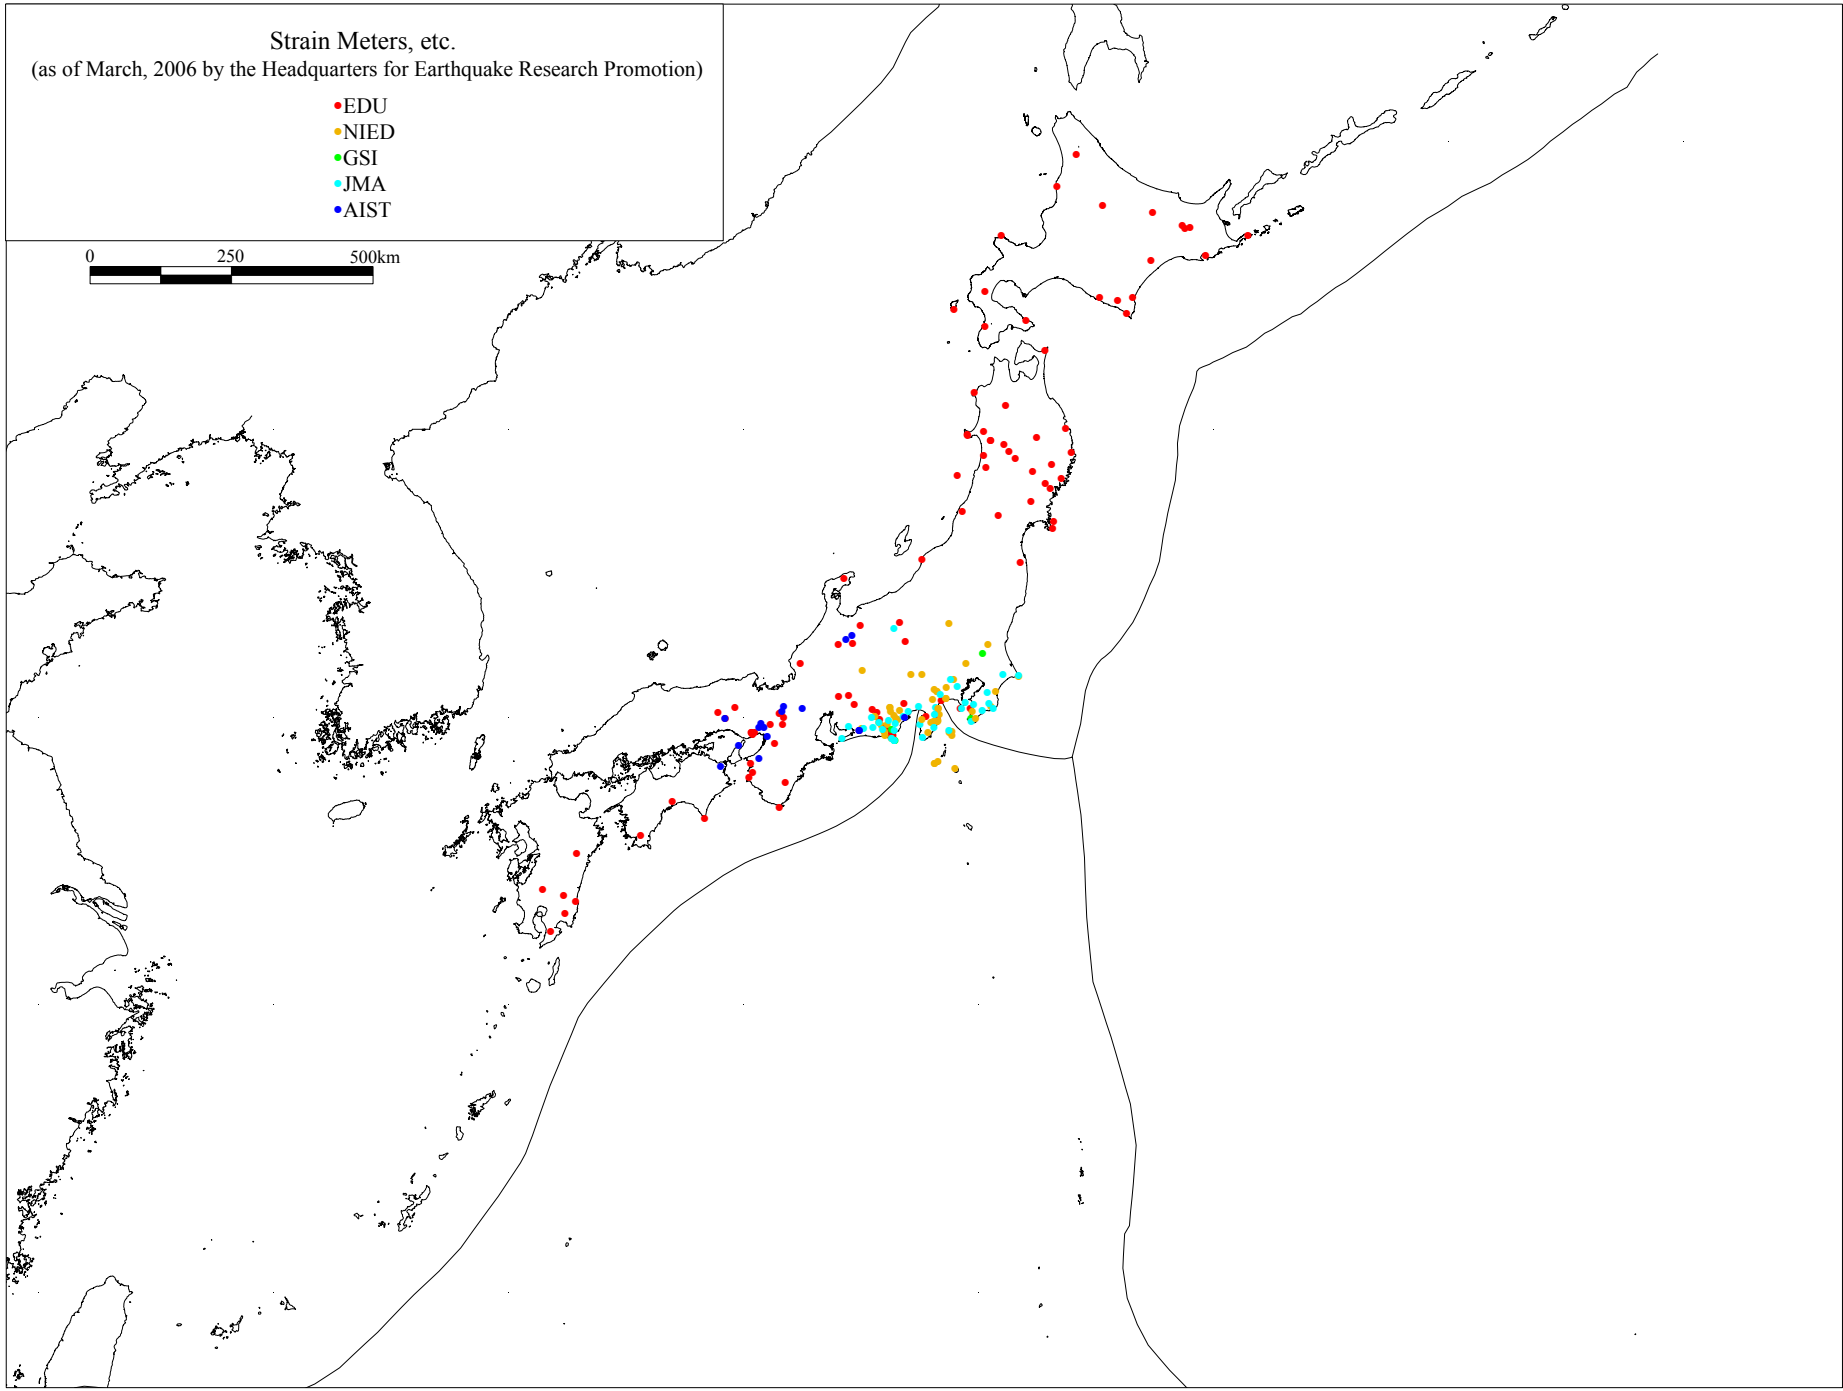 Strain Meters, etc.
(as of March, 2006 by the Headquarters for Earthquake Research Promotion)
EDU
NIED
GSI
JMA
AIST
0 250 500km